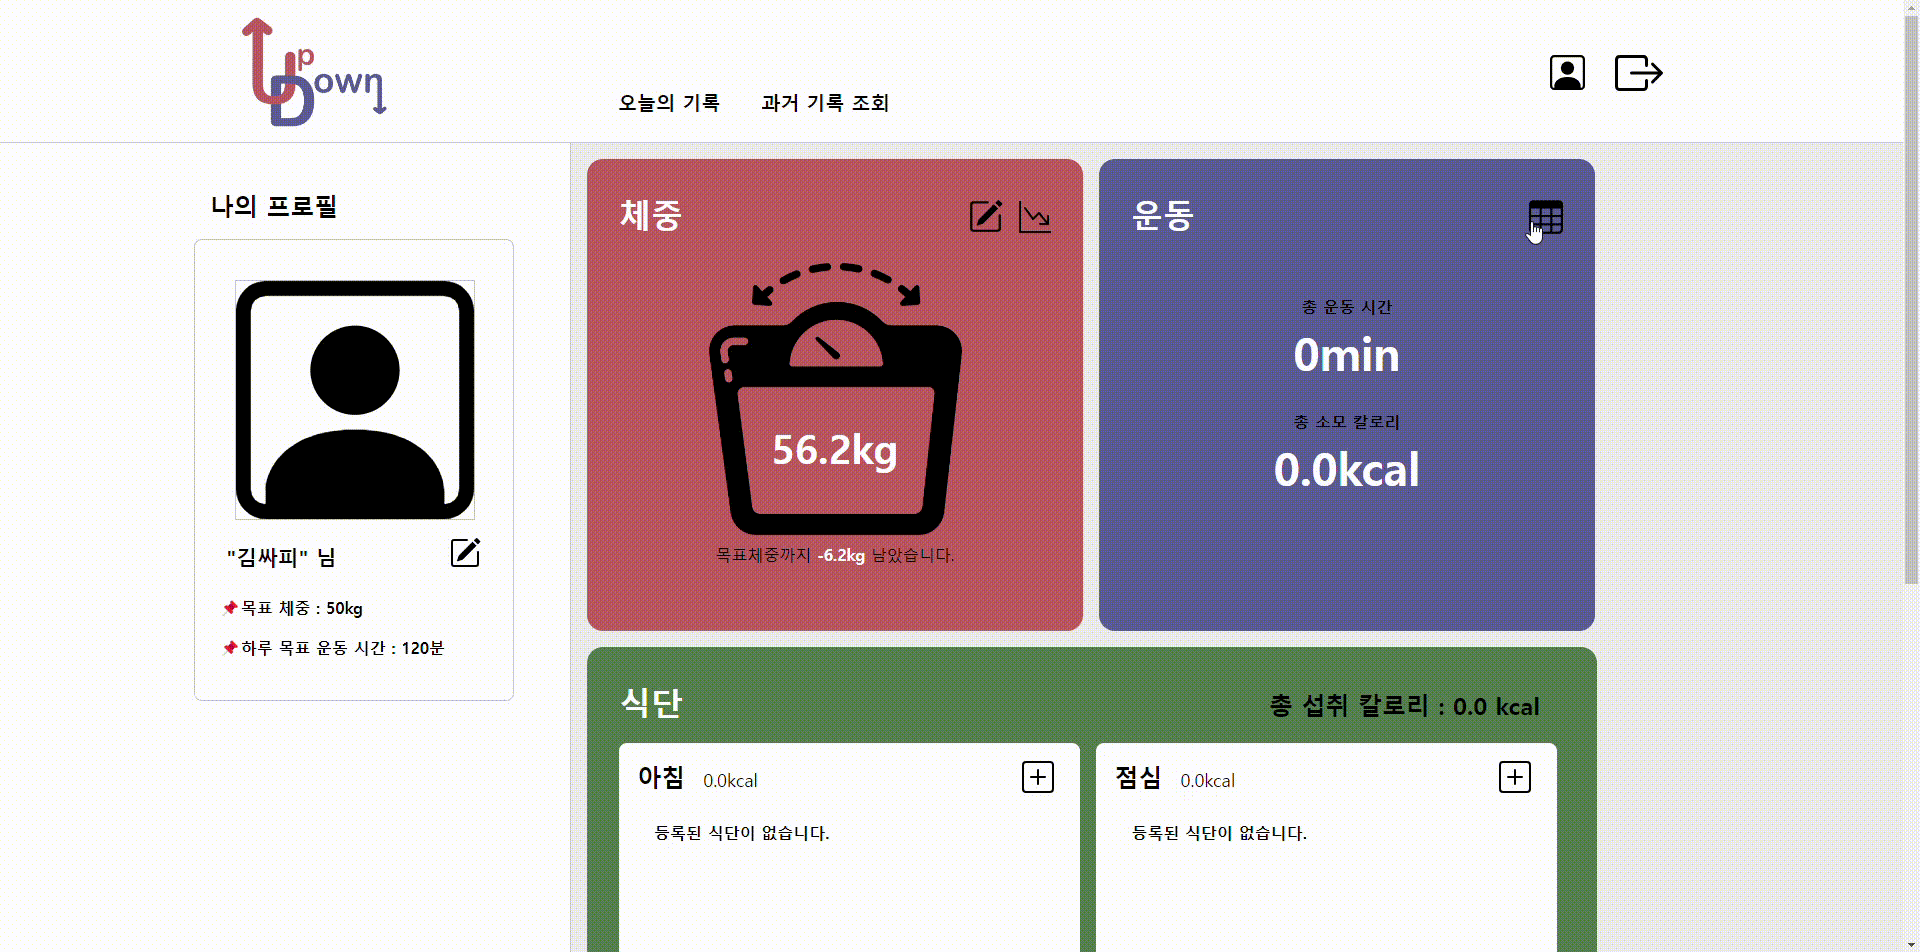 Up
Down
오늘의 기록 과거 기록 조회
나의 프로필
"김싸피" 님
📌목표 체중 : 50kg
📌하루 목표 운동 시간 : 120분
체중
56.2kg
목표체중까지 -6.2kg 남았습니다.
운동
총 운동 시간
0min
총 소모 칼로리
0.0kcal
식단
총 섭취 칼로리 : 0.0 kcal
아침 0.0kcal
등록된 식단이 없습니다.
점심 0.0kcal
등록된 식단이 없습니다.